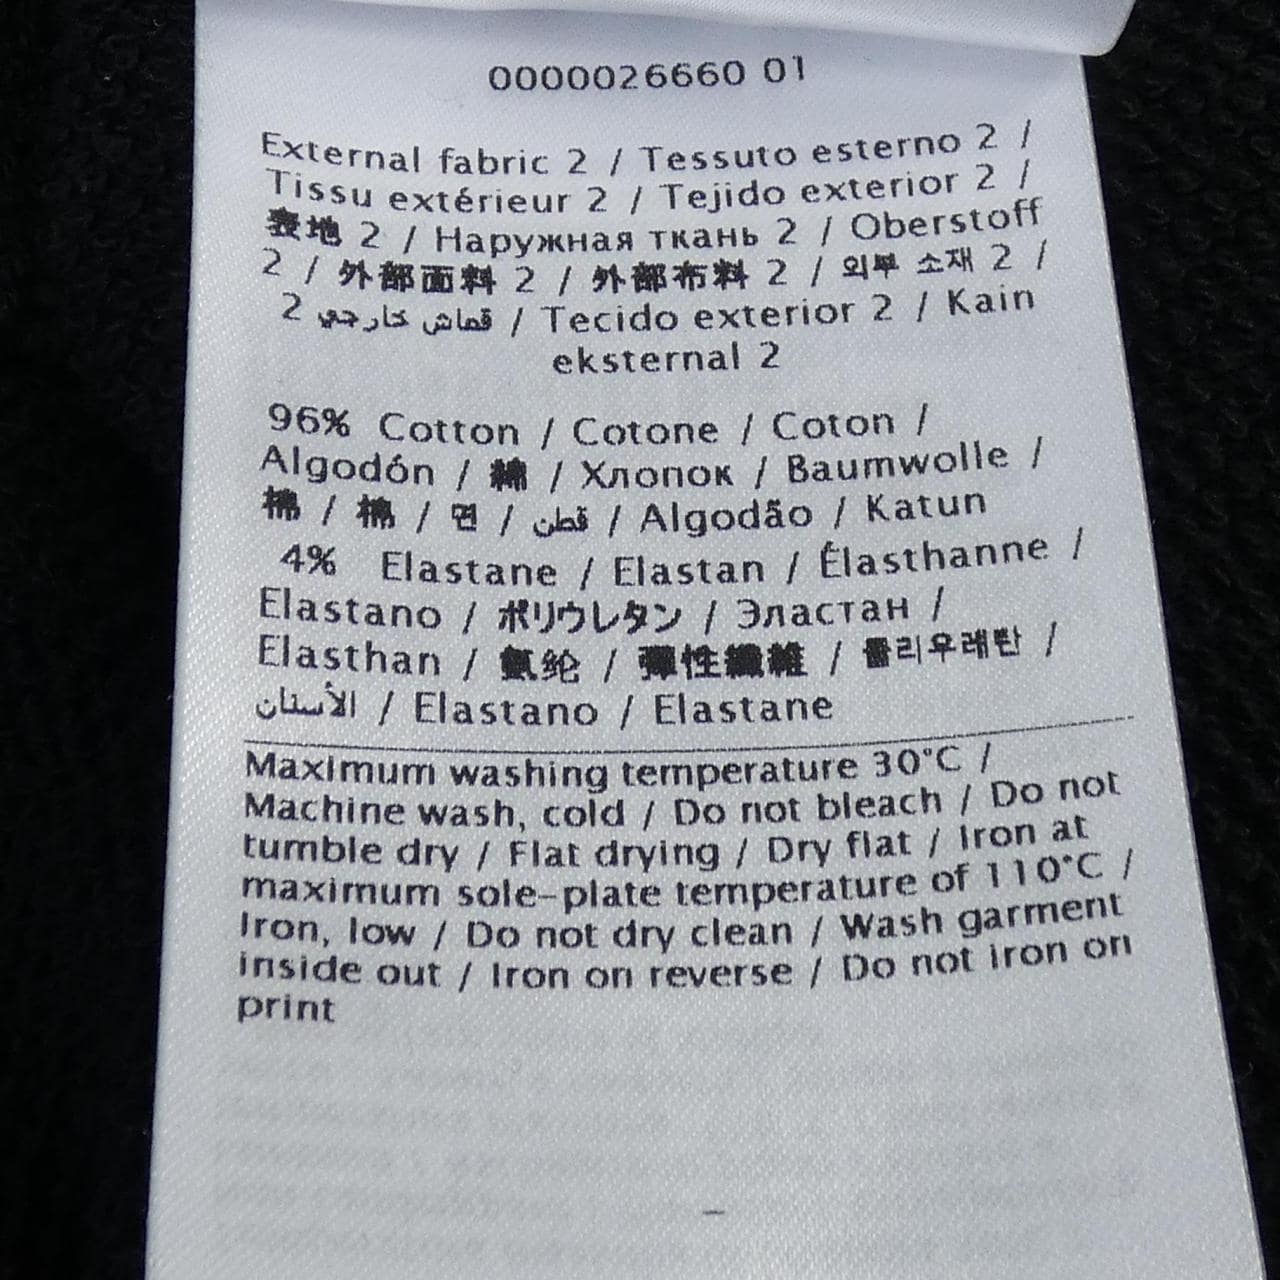 0000026660 01
External fabric 2 / Tessuto esterno 2 /
Tissu extérieur 2 / Tejido exterior 2 /
表地 2 / Наружная ткань 2 / Oberstoff
2 / 外部面料 2 / 外部布料 2 / 외부 소재 2 /
قماش خارجي 2 / Tecido exterior 2 / Kain
eksternal 2
96% Cotton / Cotone / Coton /
Algodón / 綿 / Хлопок / Baumwolle /
棉 / 棉 / 면 / قطن / Algodão / Katun
4% Elastane / Elastan / Élasthanne /
Elastano / ポリウレタン / Эластан /
Elasthan / 氨纶 / 彈性纖維 / 폴리우레탄 /
الأستان / Elastano / Elastane
Maximum washing temperature 30°C /
Machine wash, cold / Do not bleach / Do not
tumble dry / Flat drying / Dry flat / Iron at
maximum sole-plate temperature of 110°C /
Iron, low / Do not dry clean / Wash garment
inside out / Iron on reverse / Do not iron on
print